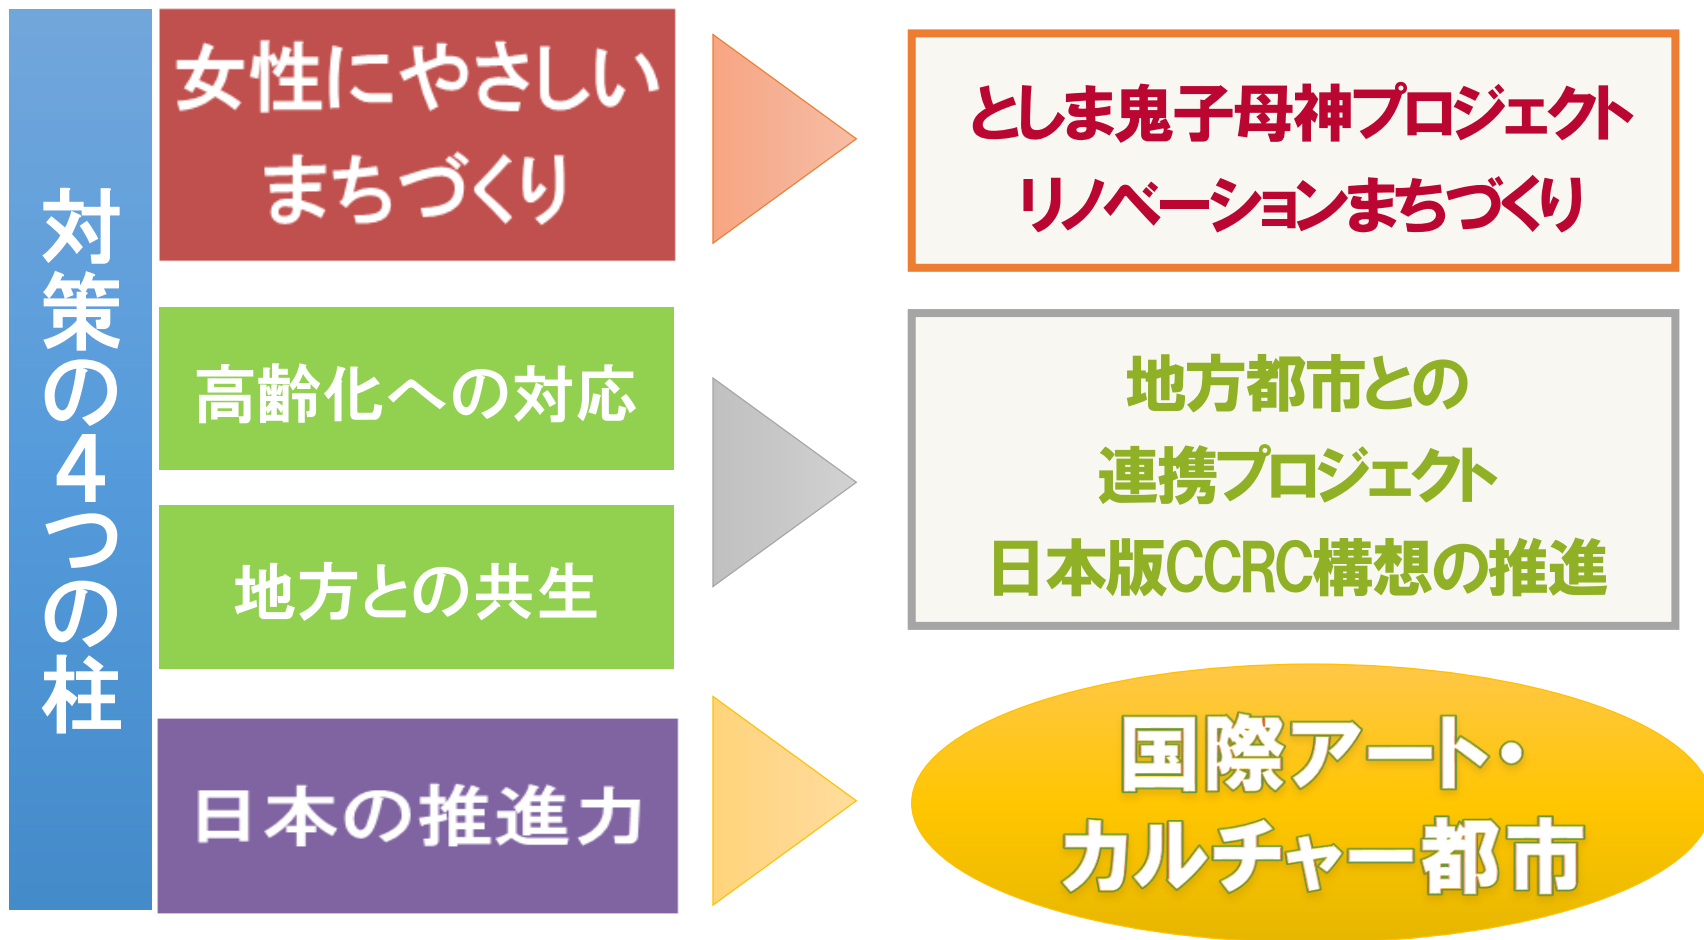 対策の４つの柱
女性にやさしい
まちづくり
としま鬼子母神プロジェクト
リノベーションまちづくり
高齢化への対応
地方との共生
地方都市との
連携プロジェクト
日本版CCRC構想の推進
日本の推進力
国際アート・
カルチャー都市